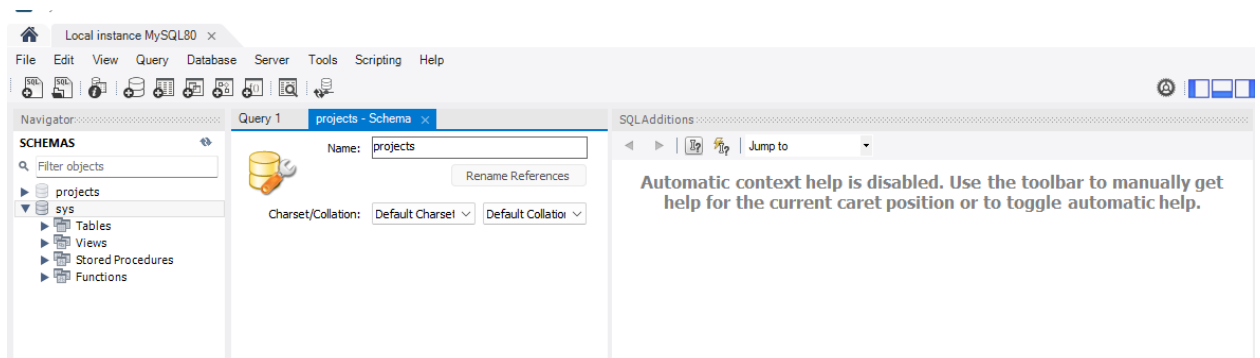 Local instance MySQL80
File Edit View Query Database Server Tools Scripting Help
Navigator
SCHEMAS
Filter objects
projects
sys
Tables
Views
Stored Procedures
Functions
Query 1 projects - Schema
Name: projects
Rename References
Charset/Collation: Default Charset Default Collation
SQLAdditions
Jump to
Automatic context help is disabled. Use the toolbar to manually get
help for the current caret position or to toggle automatic help.